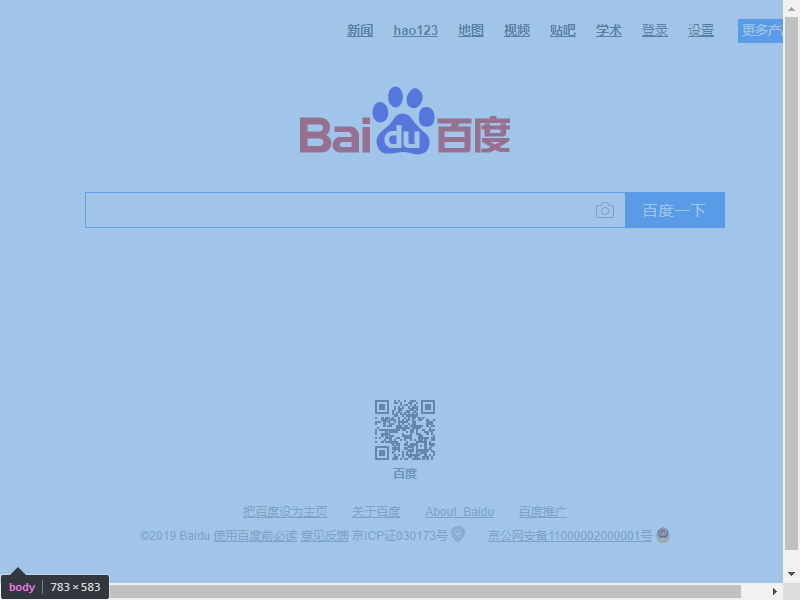 新闻 hao123 地图 视频 贴吧 学术 登录 设置 更多产
Bai du 百度
百度一下
百度
把百度设为主页 关于百度 About Baidu 百度推广
©2019 Baidu 使用百度前必读 意见反馈 京ICP证030173号 京公网安备11000002000001号
body 783 × 583